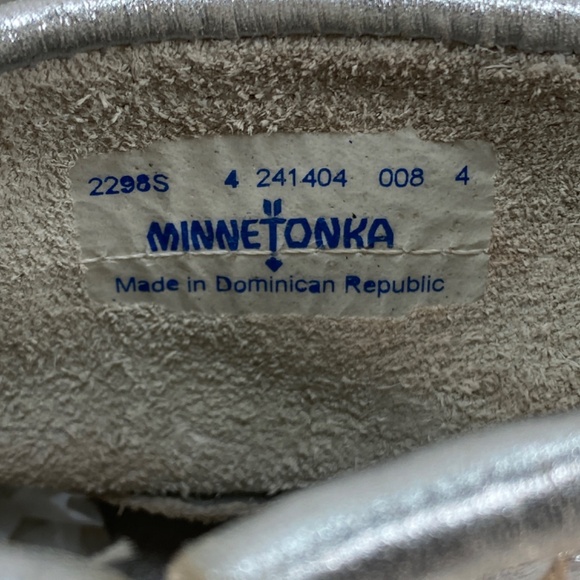 2298S 4 241404 008 4
MINNETONKA
Made in Dominican Republic